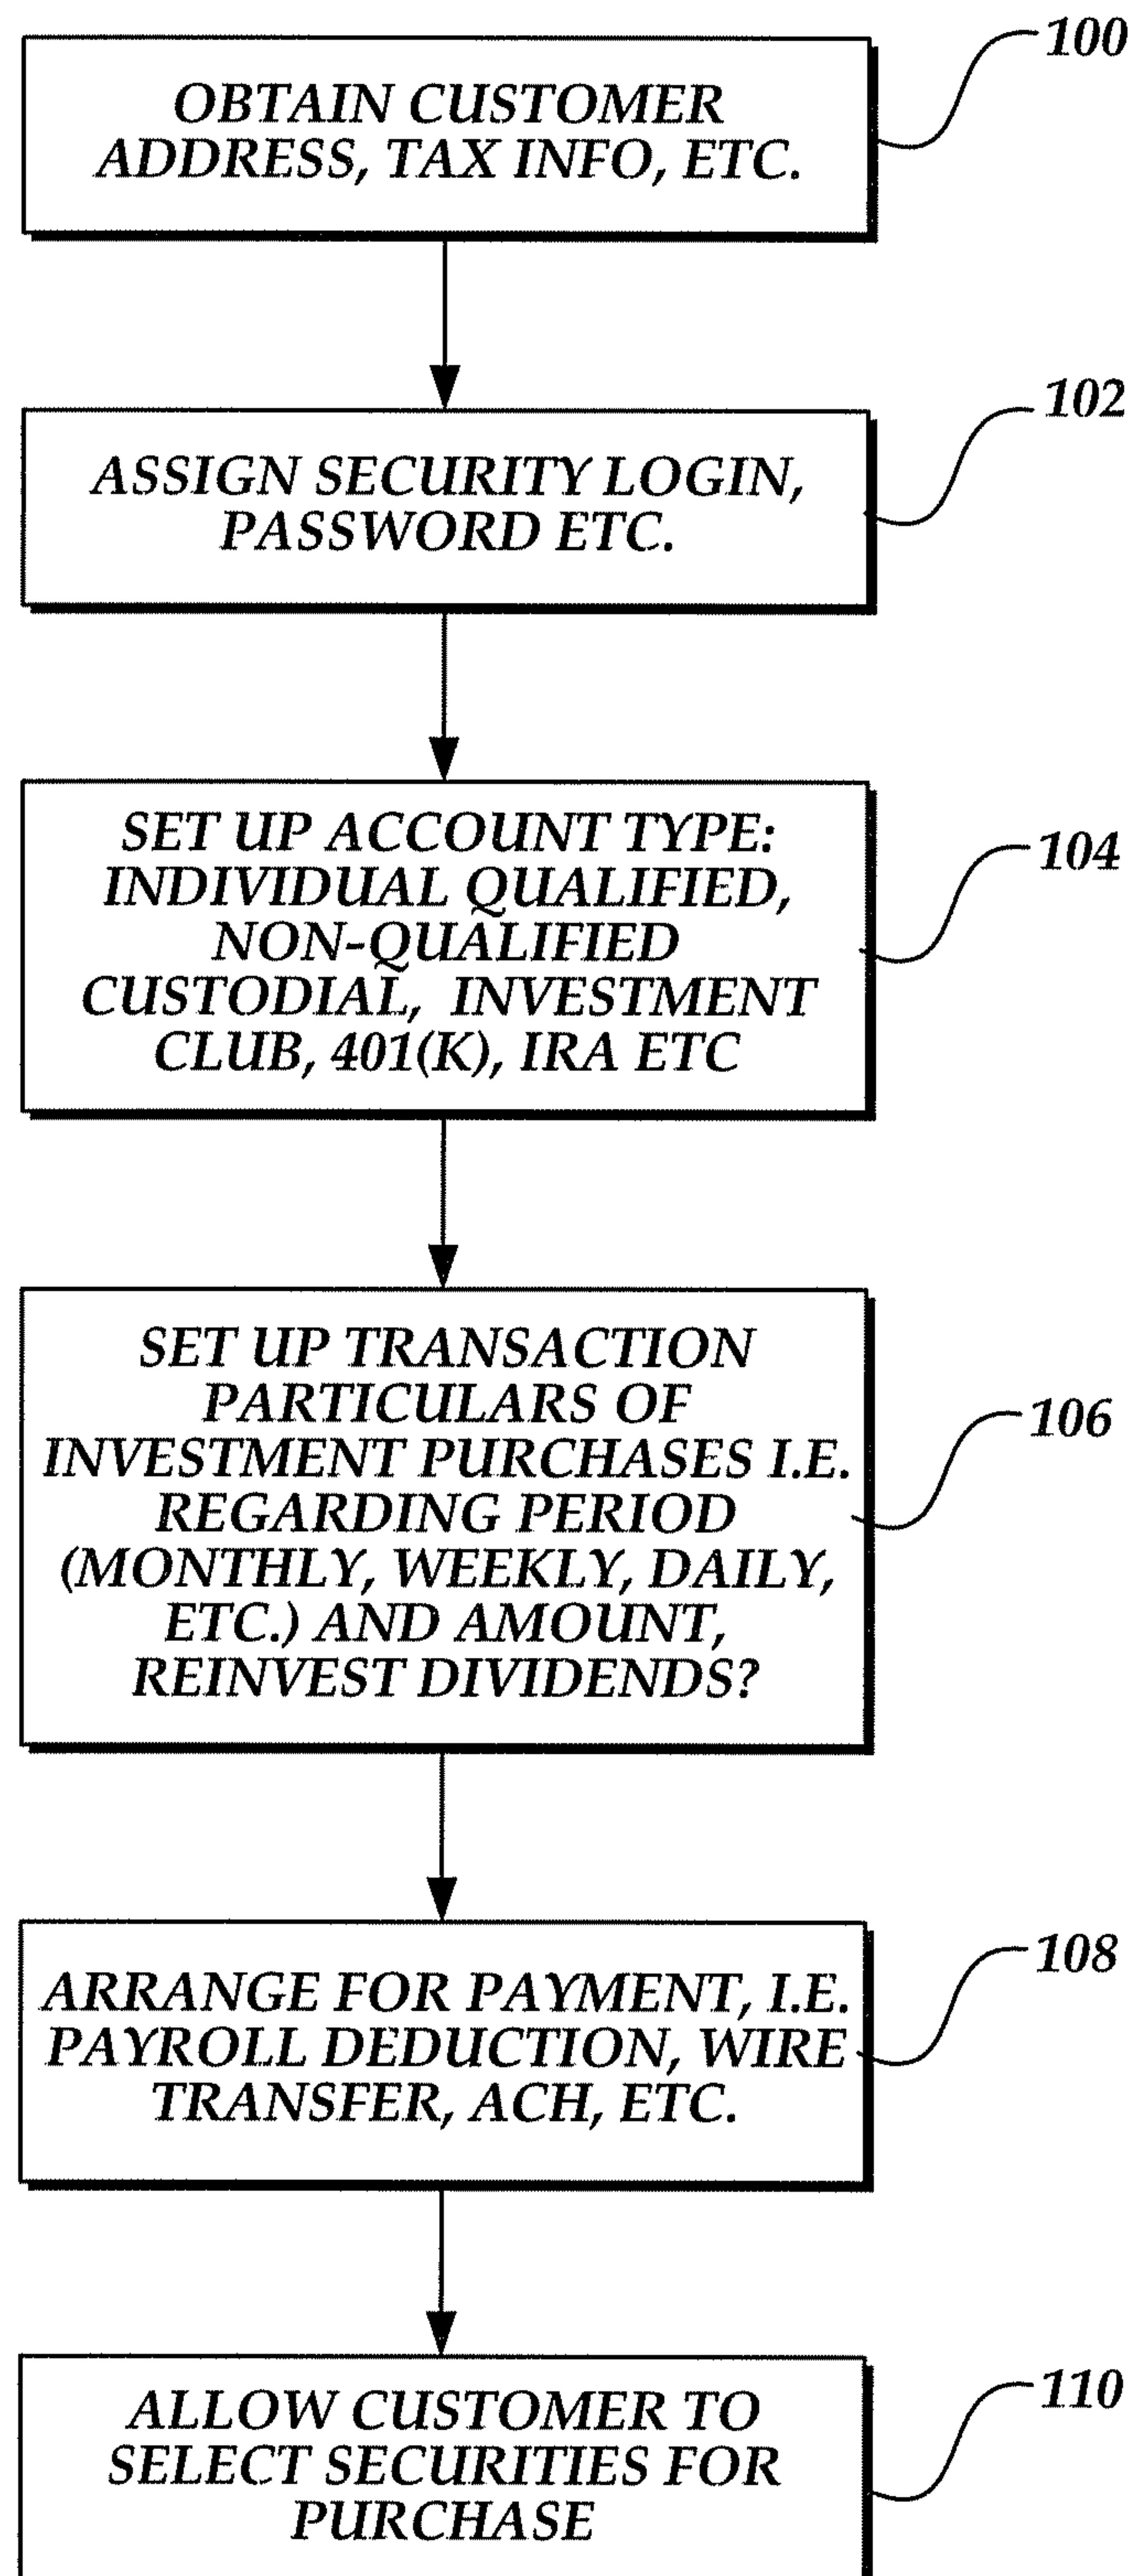 100
OBTAIN CUSTOMER
ADDRESS, TAX INFO, ETC.
102
ASSIGN SECURITY LOGIN,
PASSWORD ETC.
104
SET UP ACCOUNT TYPE:
INDIVIDUAL QUALIFIED,
NON-QUALIFIED
CUSTODIAL, INVESTMENT
CLUB, 401(K), IRA ETC
106
SET UP TRANSACTION
PARTICULARS OF
INVESTMENT PURCHASES I.E.
REGARDING PERIOD
(MONTHLY, WEEKLY, DAILY,
ETC.) AND AMOUNT,
REINVEST DIVIDENDS?
108
ARRANGE FOR PAYMENT, I.E.
PAYROLL DEDUCTION, WIRE
TRANSFER, ACH, ETC.
110
ALLOW CUSTOMER TO
SELECT SECURITIES FOR
PURCHASE